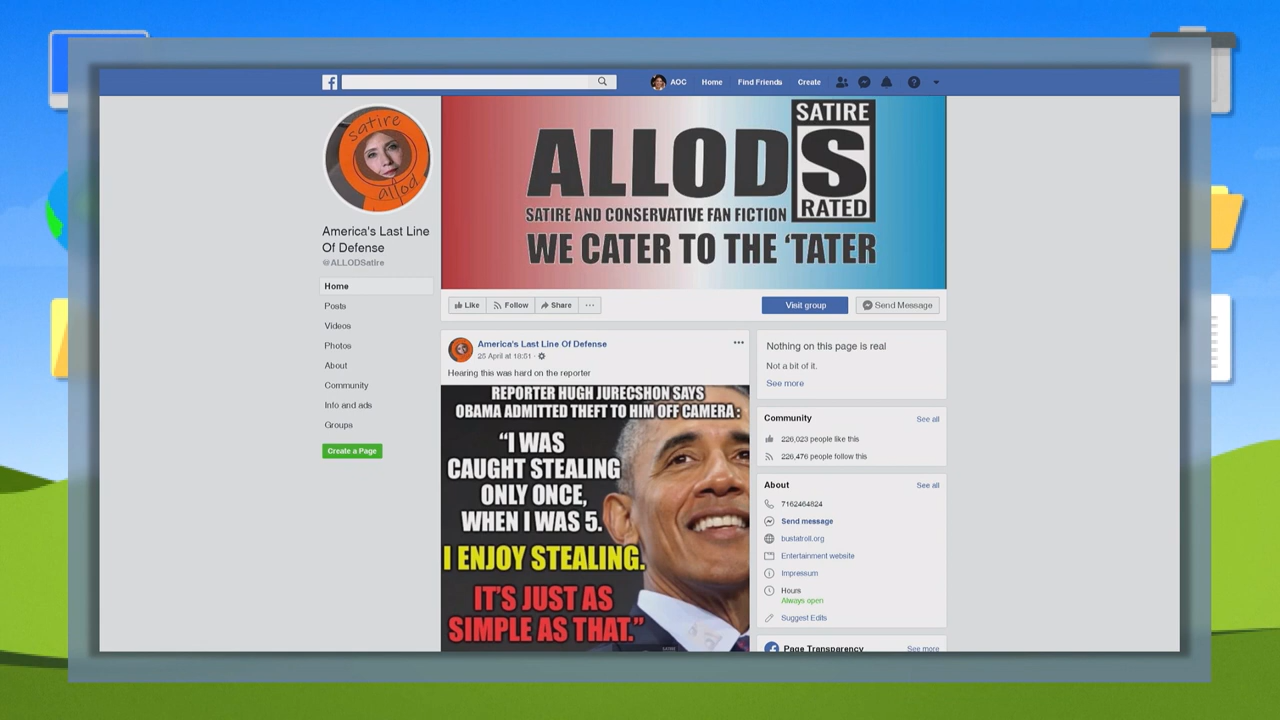 AOC
Home
Find Friends
Create
?
satire
allod
America's Last Line
Of Defense
@ALLODSatire
Home
Posts
Videos
Photos
About
Community
Info and ads
Groups
Create a Page
ALLODS
SATIRE
RATED
SATIRE AND CONSERVATIVE FAN FICTION
WE CATER TO THE ‘TATER
Like
Follow
Share
Visit group
Send Message
America's Last Line Of Defense
25 April at 18:51 ·
Hearing this was hard on the reporter
REPORTER HUGH JURECSHON SAYS
OBAMA ADMITTED THEFT TO HIM OFF CAMERA:
“I WAS
CAUGHT STEALING
ONLY ONCE,
WHEN I WAS 5.
I ENJOY STEALING.
IT'S JUST AS
SIMPLE AS THAT.”
Nothing on this page is real
Not a bit of it.
See more
Community
See all
226,023 people like this
226,476 people follow this
About
See all
7162464824
Send message
bustatroll.org
Entertainment website
Impressum
Hours
Always open
Suggest Edits
Page Transparency
See more